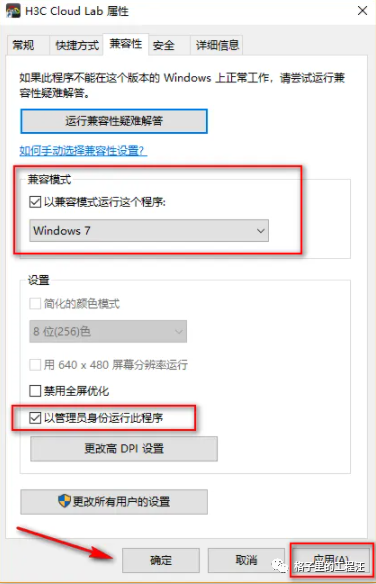 H3C Cloud Lab 属性
常规 快捷方式 兼容性 安全 详细信息
如果此程序不能在这个版本的 Windows 上正常工作，请尝试运行兼
容性疑难解答。
运行兼容性疑难解答
如何手动选择兼容性设置?
兼容模式
以兼容模式运行这个程序:
Windows 7
设置
简化的颜色模式
8 位(256)色
用 640 x 480 屏幕分辨率运行
禁用全屏优化
以管理员身份运行此程序
更改高 DPI 设置
更改所有用户的设置
确定 取消 应用(A)
格子里的工程汪